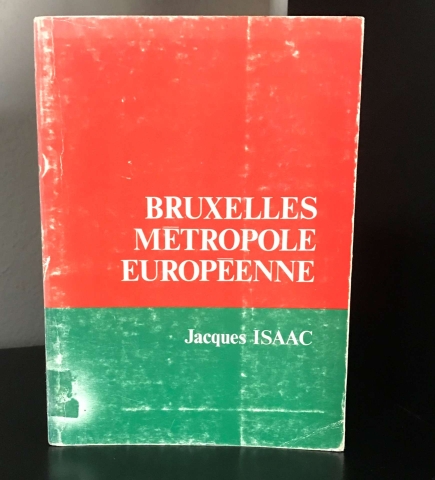 BRUXELLES
MÉTROPOLE
EUROPÉENNE
Jacques ISAAC